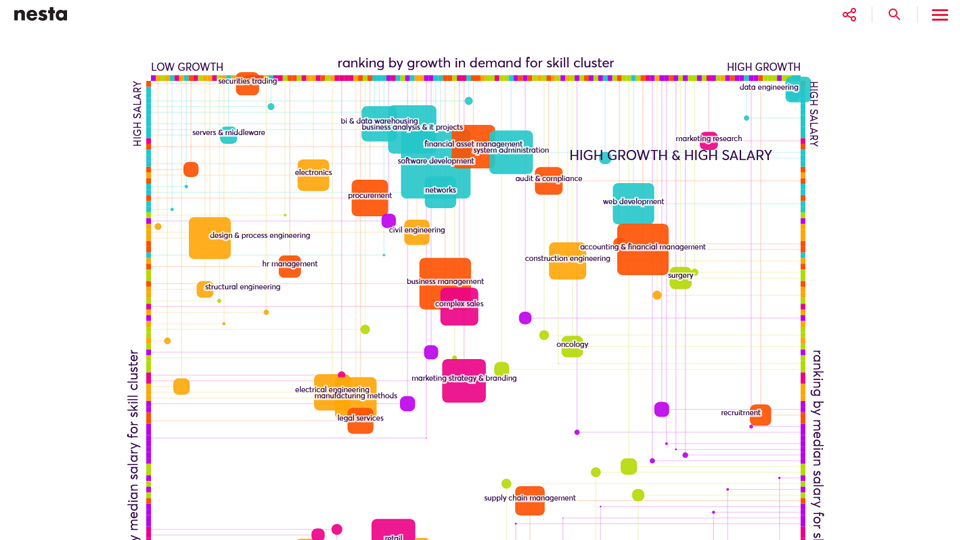 nesta
ranking by growth in demand for skill cluster
LOW GROWTH
HIGH GROWTH
HIGH SALARY
HIGH SALARY
securities trading
data engineering
bi & data warehousing
business analysis & it projects
servers & middleware
marketing research
financial asset management
system administration
HIGH GROWTH & HIGH SALARY
software development
electronics
audit & compliance
networks
procurement
web development
civil engineering
design & process engineering
accounting & financial management
construction engineering
hr management
surgery
business management
structural engineering
complex sales
oncology
marketing strategy & branding
electrical engineering
manufacturing methods
legal services
recruitment
supply chain management
retail
y median salary for skill cluster
ranking by median salary for s